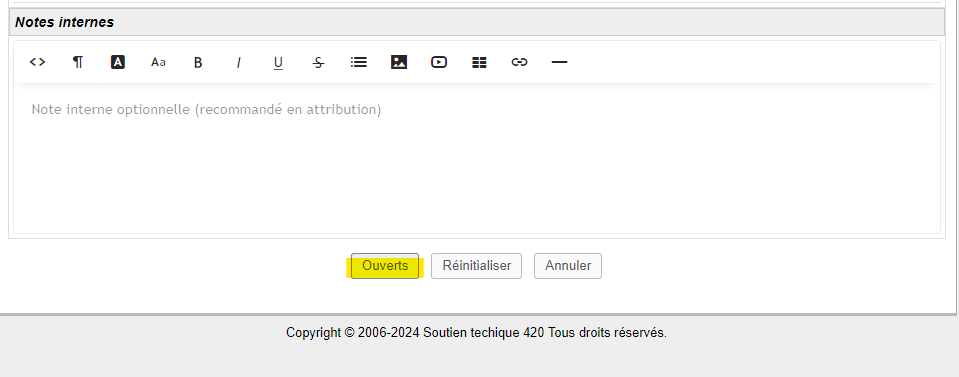 Notes internes
<> ¶ A Aa B I U S
Note interne optionnelle (recommandé en attribution)
Ouverts Réinitialiser Annuler
Copyright © 2006-2024 Soutien techique 420 Tous droits réservés.